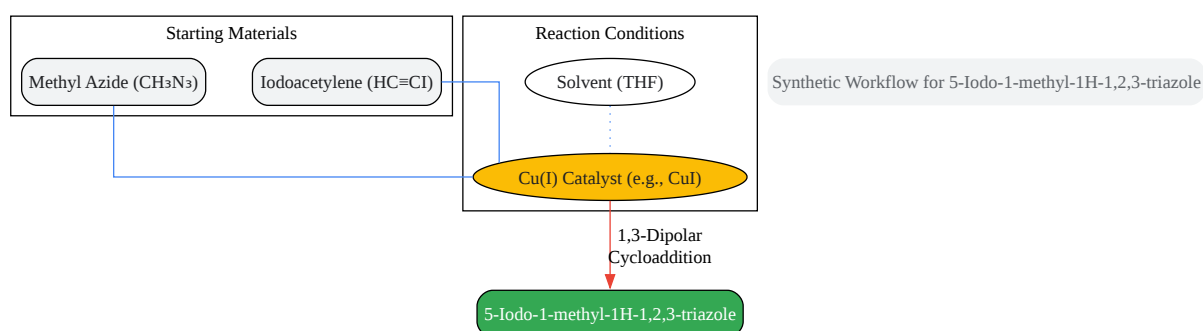 Starting Materials
Methyl Azide (CH₃N₃)
Iodoacetylene (HC≡CI)
Reaction Conditions
Solvent (THF)
Cu(I) Catalyst (e.g., CuI)
Synthetic Workflow for 5-Iodo-1-methyl-1H-1,2,3-triazole
1,3-Dipolar
Cycloaddition
5-Iodo-1-methyl-1H-1,2,3-triazole